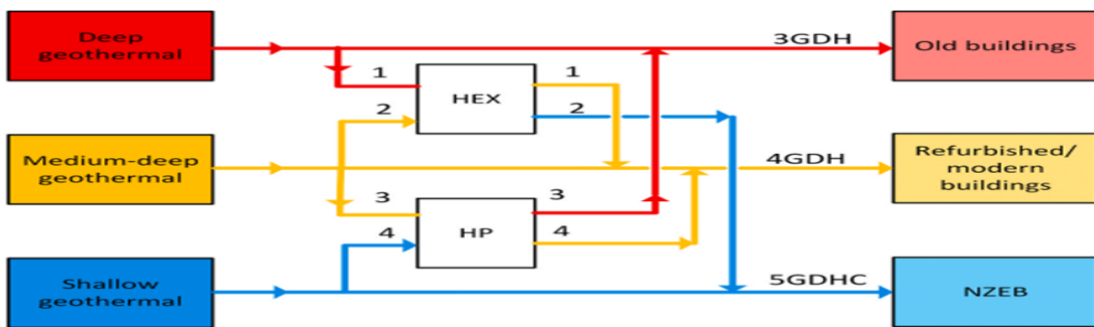 Deep
geothermal
3GDH
Old buildings
1
HEX
1
2
2
Medium-deep
geothermal
4GDH
Refurbished/
modern
buildings
3
HP
3
4
4
Shallow
geothermal
5GDHC
NZEB